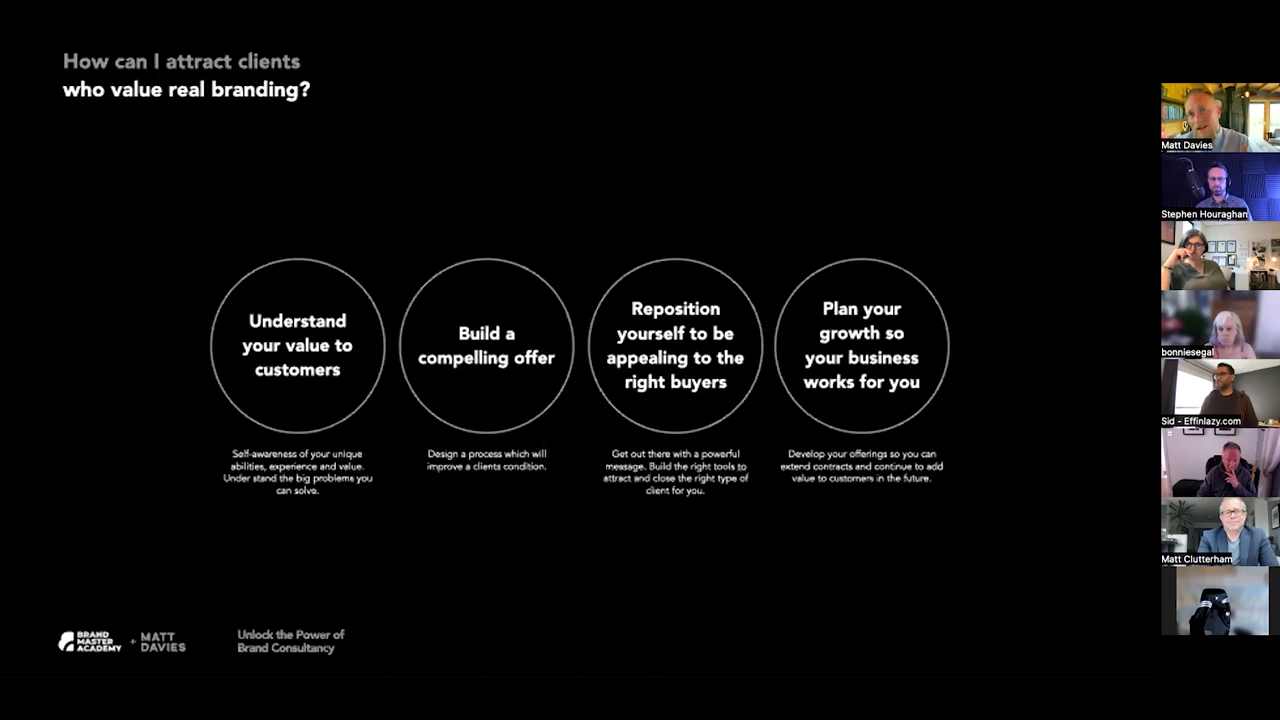 How can I attract clients
who value real branding?
Understand
your value to
customers
Build a
compelling offer
Reposition
yourself to be
appealing to the
right buyers
Plan your
growth so
your business
works for you
Self-awareness of your unique
abilities, experience and value.
Under stand the big problems you
can solve.
Design a process which will
improve a clients condition.
Get out there with a powerful
message. Build the right tools to
attract and close the right type of
client for you.
Develop your offerings so you can
extend contracts and continue to add
value to customers in the future.
BRAND
MASTER
ACADEMY
+ MATT
DAVIES
Unlock the Power of
Brand Consultancy
Matt Davies
Stephen Houraghan
bonniesegal
Sid - Effinlazy.com
Matt Clutterham